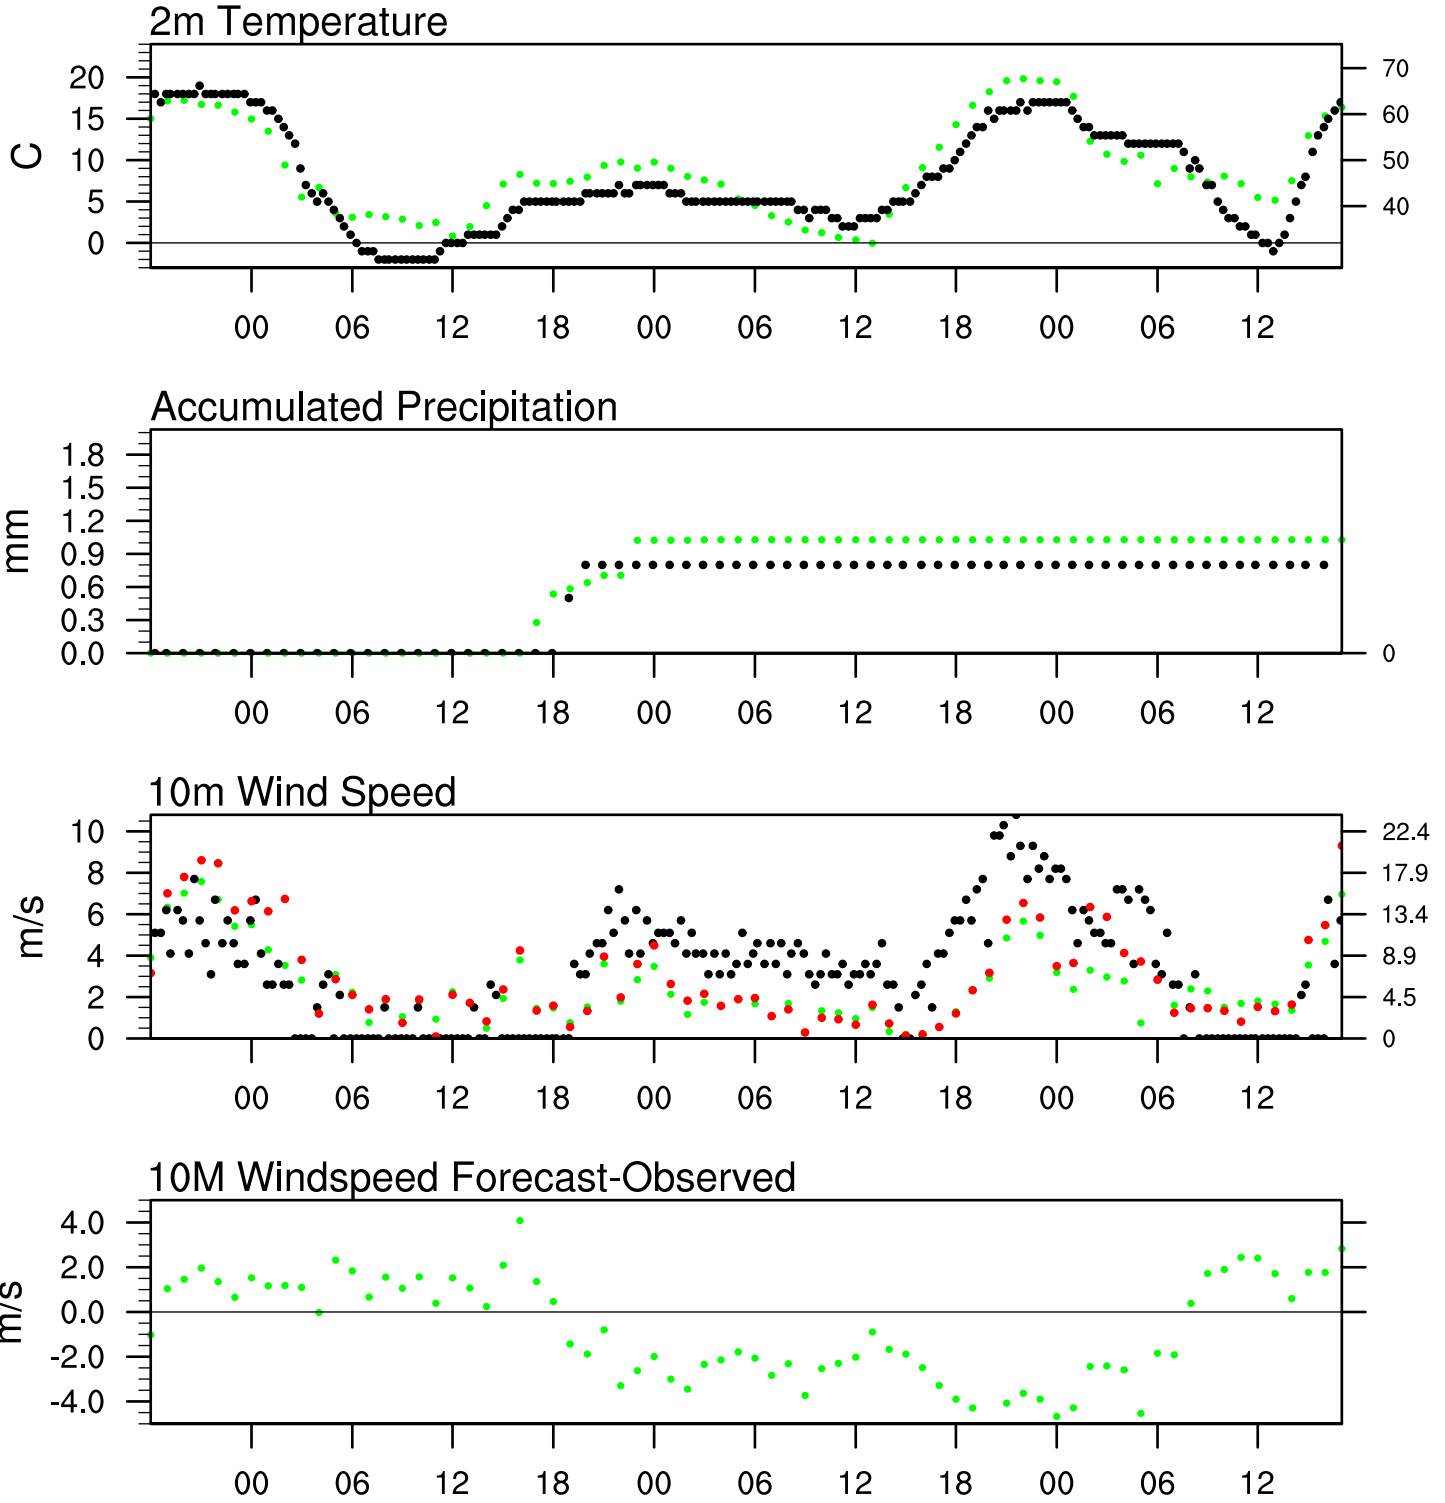 2m Temperature
20
15
10
5
0
C
70
60
50
40
00 06 12 18 00 06 12 18 00 06 12
Accumulated Precipitation
1.8
1.5
1.2
0.9
0.6
0.3
0.0
mm
0
00 06 12 18 00 06 12 18 00 06 12
10m Wind Speed
10
8
6
4
2
0
m/s
22.4
17.9
13.4
8.9
4.5
0
00 06 12 18 00 06 12 18 00 06 12
10M Windspeed Forecast-Observed
4.0
2.0
0.0
-2.0
-4.0
m/s
00 06 12 18 00 06 12 18 00 06 12